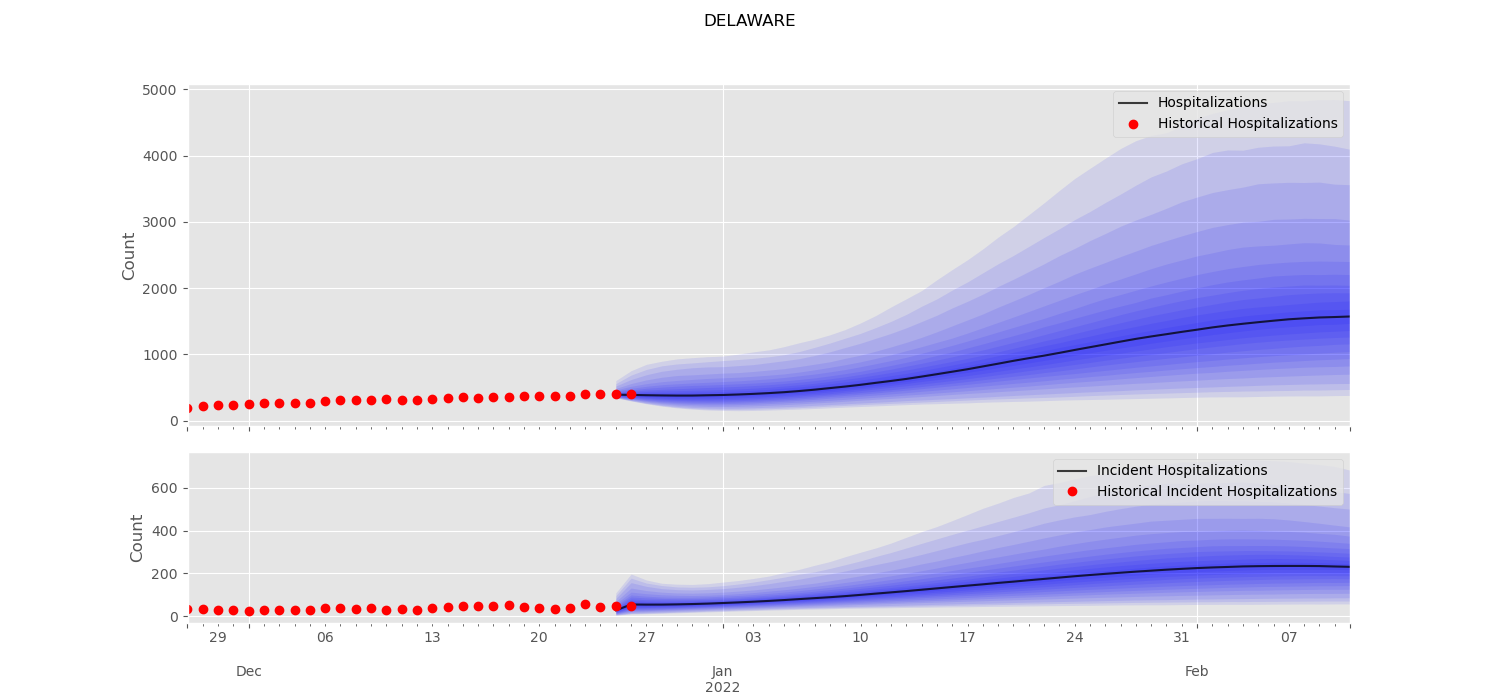 DELAWARE
5000
4000
3000
2000
1000
0
Count
Hospitalizations
Historical Hospitalizations
600
400
200
0
Count
Incident Hospitalizations
Historical Incident Hospitalizations
29 06 13 20 27 03 10 17 24 31 07
Dec Jan Feb
2022